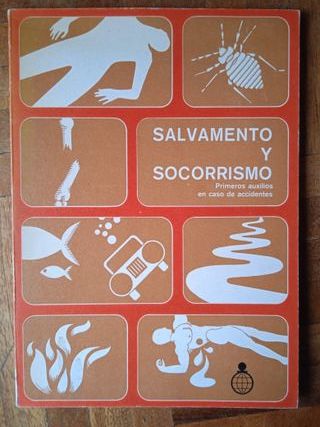 SALVAMENTO
Y
SOCORRISMO
Primeros auxilios
en caso de accidentes